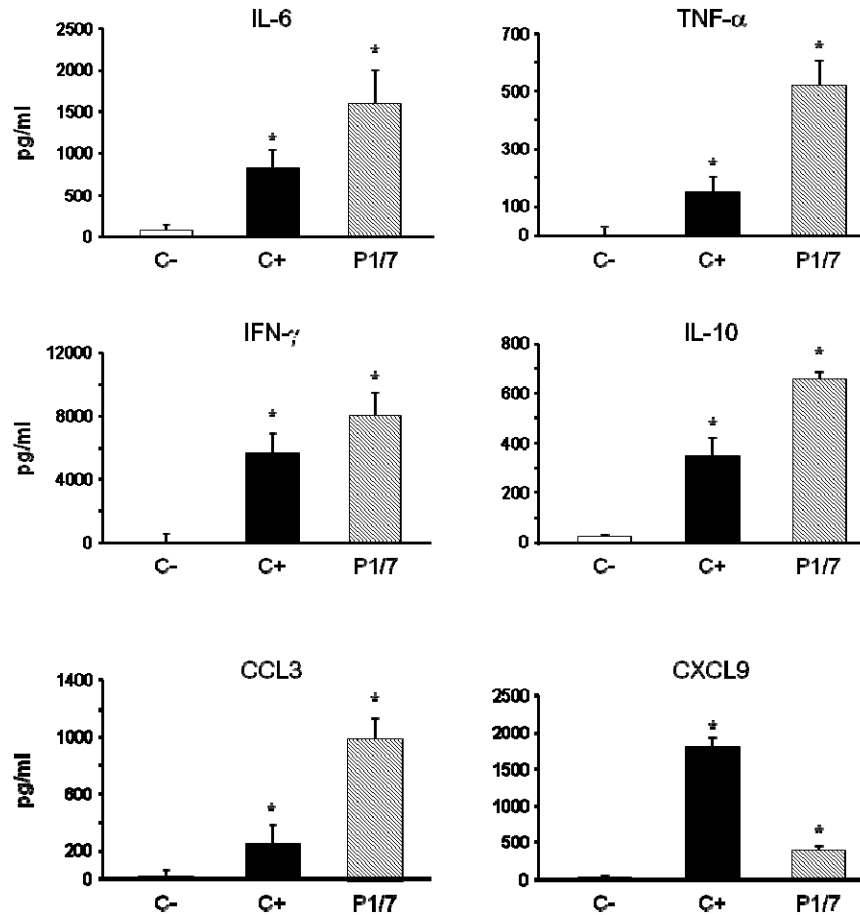 IL-6
2500
2000
1500
1000
500
0
pg/ml
*
*
C- C+ P1/7
TNF-α
700
500
300
100
0
*
*
C- C+ P1/7
IFN-γ
12000
8000
4000
0
pg/ml
*
*
C- C+ P1/7
IL-10
800
600
400
200
0
*
*
C- C+ P1/7
CCL3
1400
1000
600
200
0
pg/ml
*
*
C- C+ P1/7
CXCL9
2500
2000
1500
1000
500
0
*
*
C- C+ P1/7